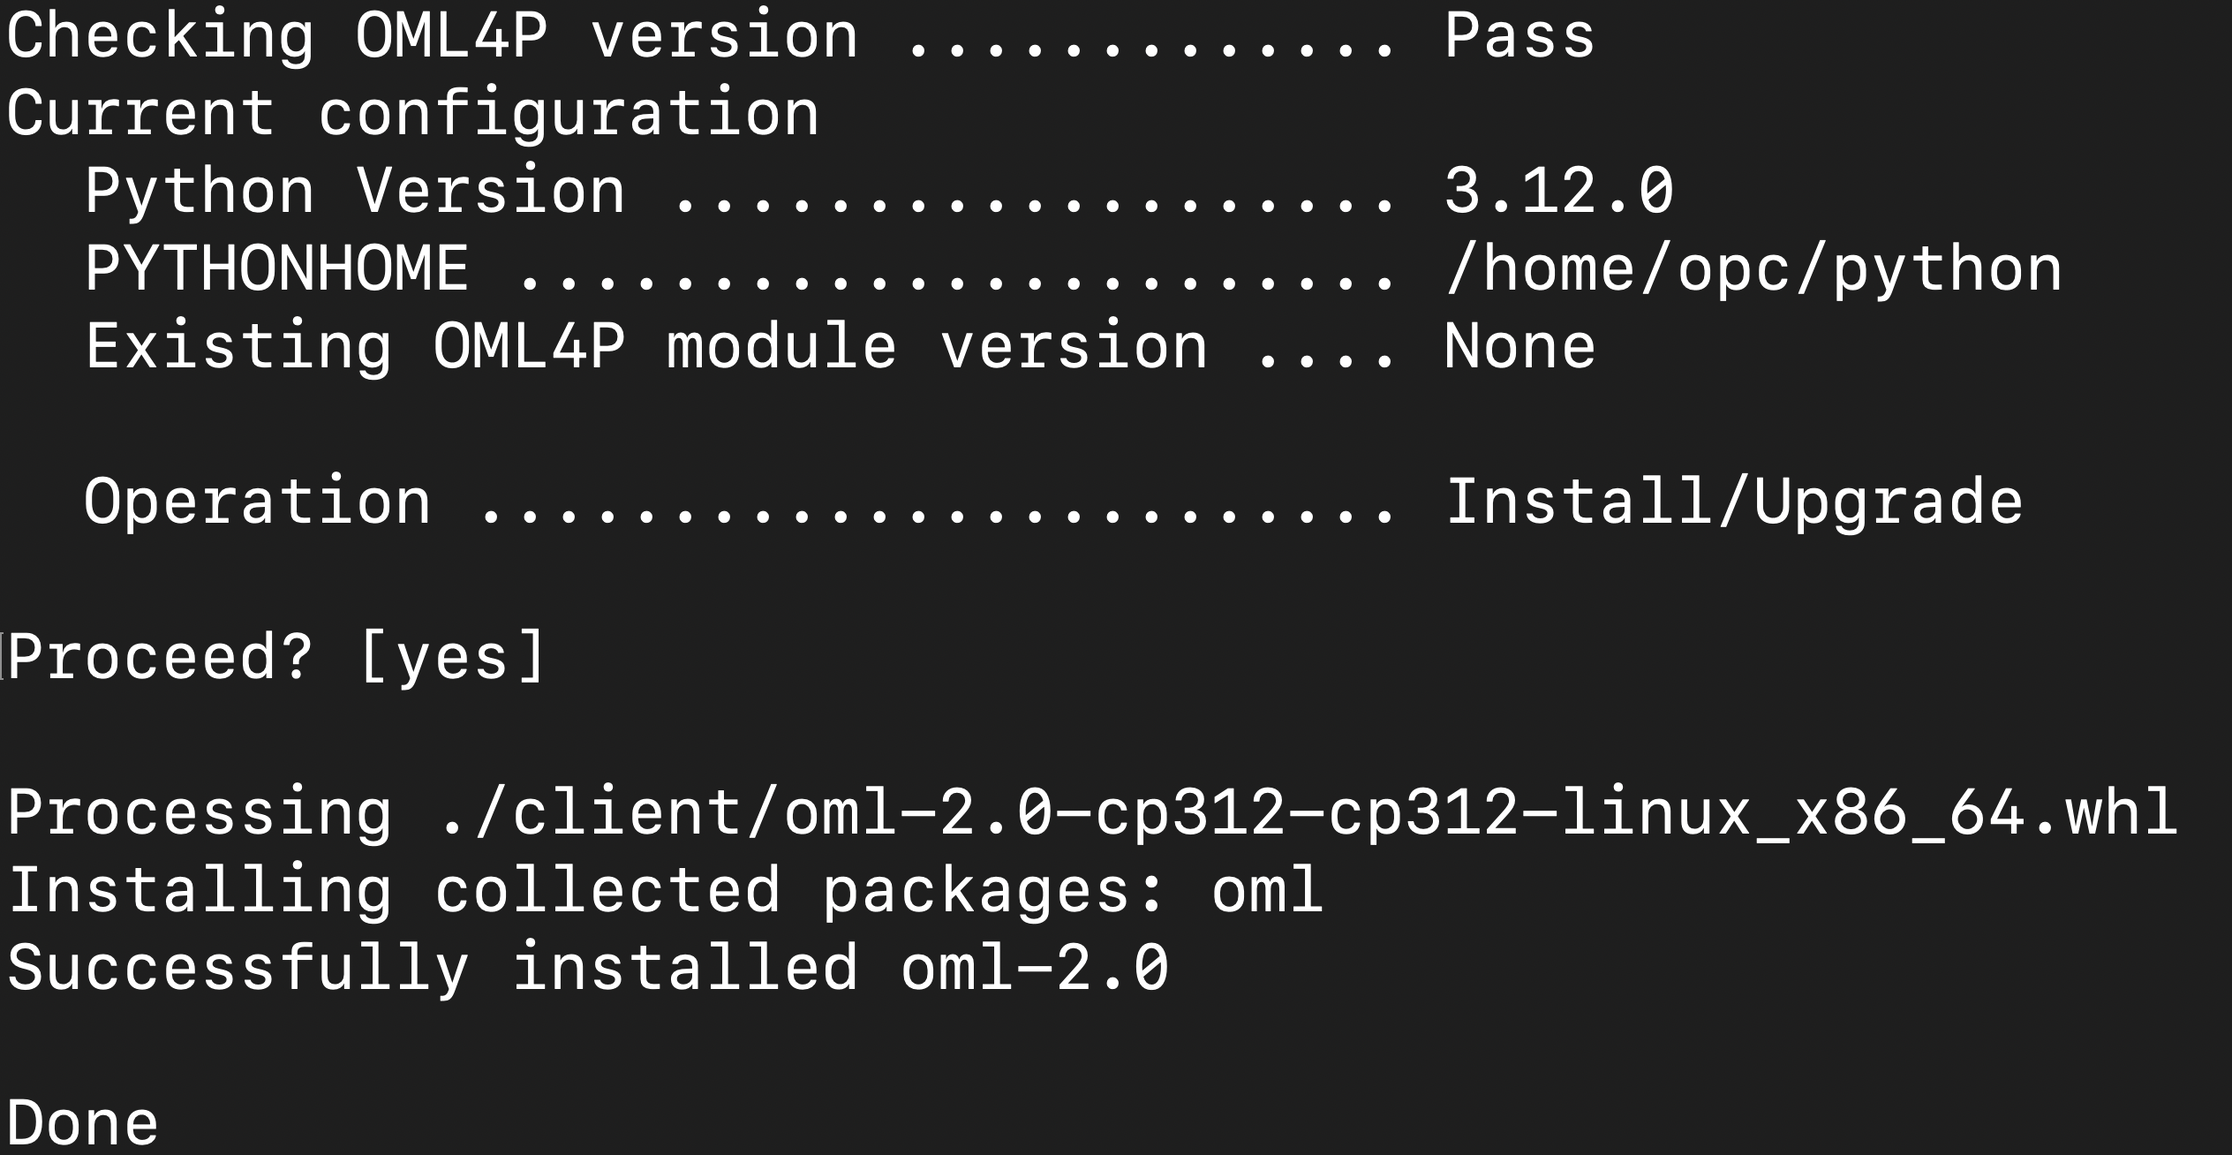 Checking OML4P version ............. Pass
Current configuration
  Python Version ................... 3.12.0
  PYTHONHOME ....................... /home/opc/python
  Existing OML4P module version .... None

  Operation ........................ Install/Upgrade

Proceed? [yes]

Processing ./client/oml-2.0-cp312-cp312-linux_x86_64.whl
Installing collected packages: oml
Successfully installed oml-2.0

Done